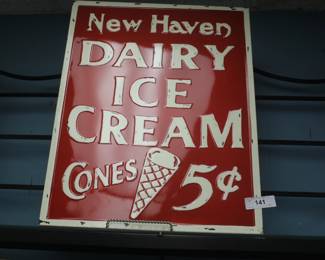 New Haven
DAIRY
ICE
CREAM
CONES 5¢
141